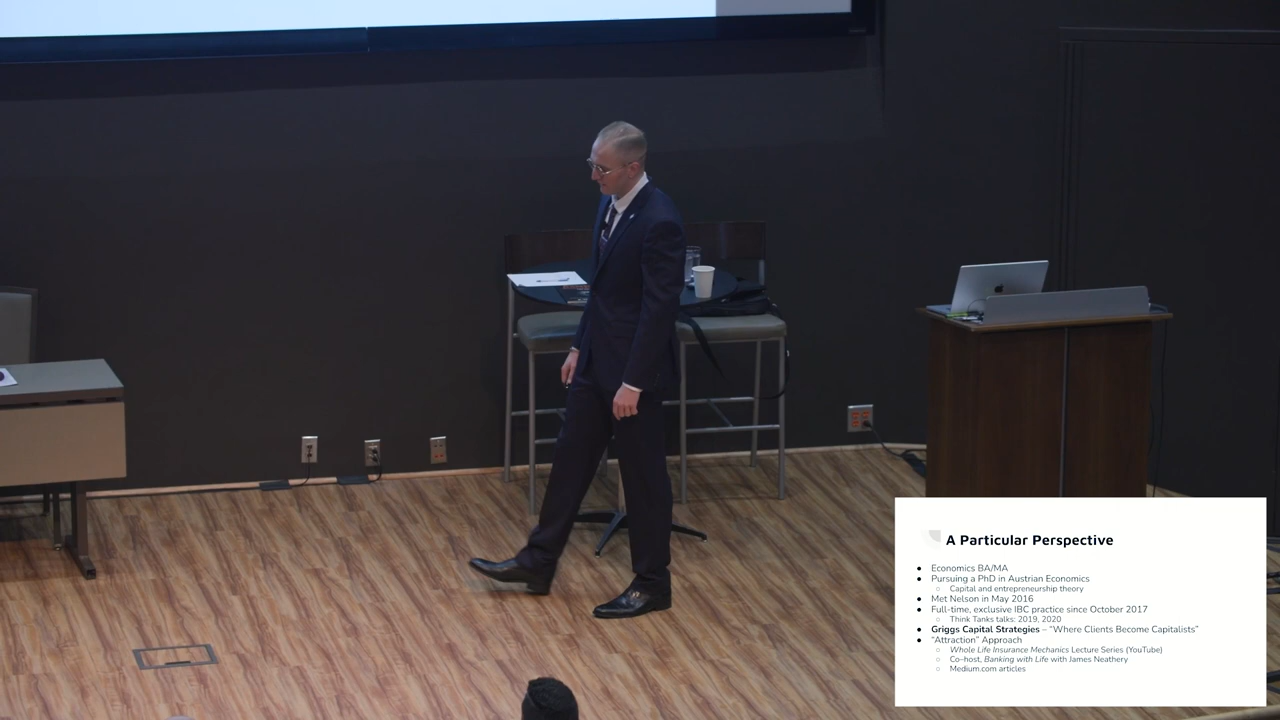 A Particular Perspective
Economics BA/MA
Pursuing a PhD in Austrian Economics
Capital and entrepreneurship theory
Met Nelson in May 2016
Full-time, exclusive IBC practice since October 2017
Think Tanks talks: 2019, 2020
Griggs Capital Strategies – "Where Clients Become Capitalists"
"Attraction" Approach
Whole Life Insurance Mechanics Lecture Series (YouTube)
Co-host, Banking with Life with James Neathery
Medium.com articles